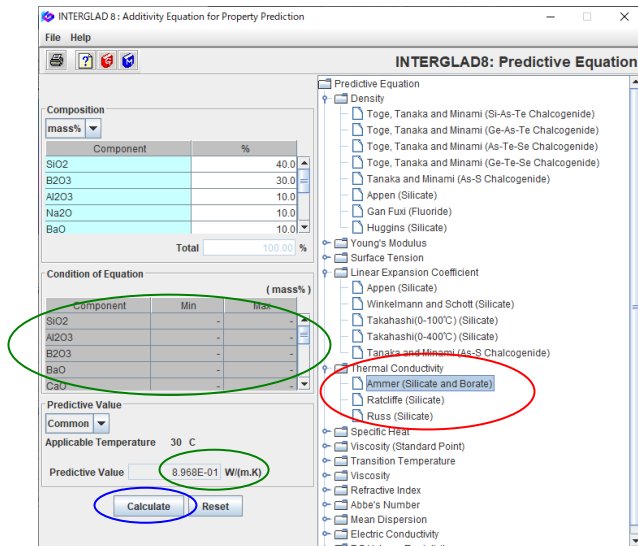 INTERGLAD 8 : Additivity Equation for Property Prediction
File Help
INTERGLAD8: Predictive Equation
Composition
mass%
Component %
SiO2 40.0
B2O3 30.0
Al2O3 10.0
Na2O 10.0
BaO 10.0
Total 100.00 %
Condition of Equation
( mass% )
Component Min Max
SiO2 - -
Al2O3 - -
B2O3 - -
BaO - -
CaO - -
Predictive Value
Common
Applicable Temperature 30 C
Predictive Value 8.968E-01 W/(m.K)
Calculate Reset
Predictive Equation
Density
Toge, Tanaka and Minami (Si-As-Te Chalcogenide)
Toge, Tanaka and Minami (Ge-As-Te Chalcogenide)
Toge, Tanaka and Minami (As-Te-Se Chalcogenide)
Toge, Tanaka and Minami (Ge-Te-Se Chalcogenide)
Tanaka and Minami (As-S Chalcogenide)
Appen (Silicate)
Gan Fuxi (Fluoride)
Huggins (Silicate)
Young's Modulus
Surface Tension
Linear Expansion Coefficient
Appen (Silicate)
Winkelmann and Schott (Silicate)
Takahashi(0-100℃) (Silicate)
Takahashi(0-400℃) (Silicate)
Tanaka and Minami (As-S Chalcogenide)
Thermal Conductivity
Ammer (Silicate and Borate)
Ratcliffe (Silicate)
Russ (Silicate)
Specific Heat
Viscosity (Standard Point)
Transition Temperature
Viscosity
Refractive Index
Abbe's Number
Mean Dispersion
Electric Conductivity